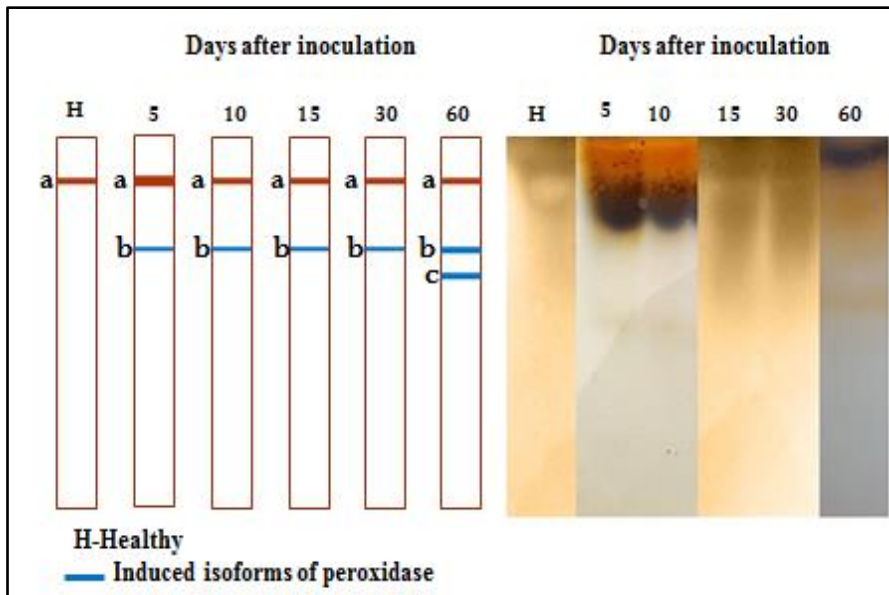 Days after inoculation
Days after inoculation
H 5 10 15 30 60
H 5 10 15 30 60
a a a a a a
b b b b b
c
H-Healthy
Induced isoforms of peroxidase